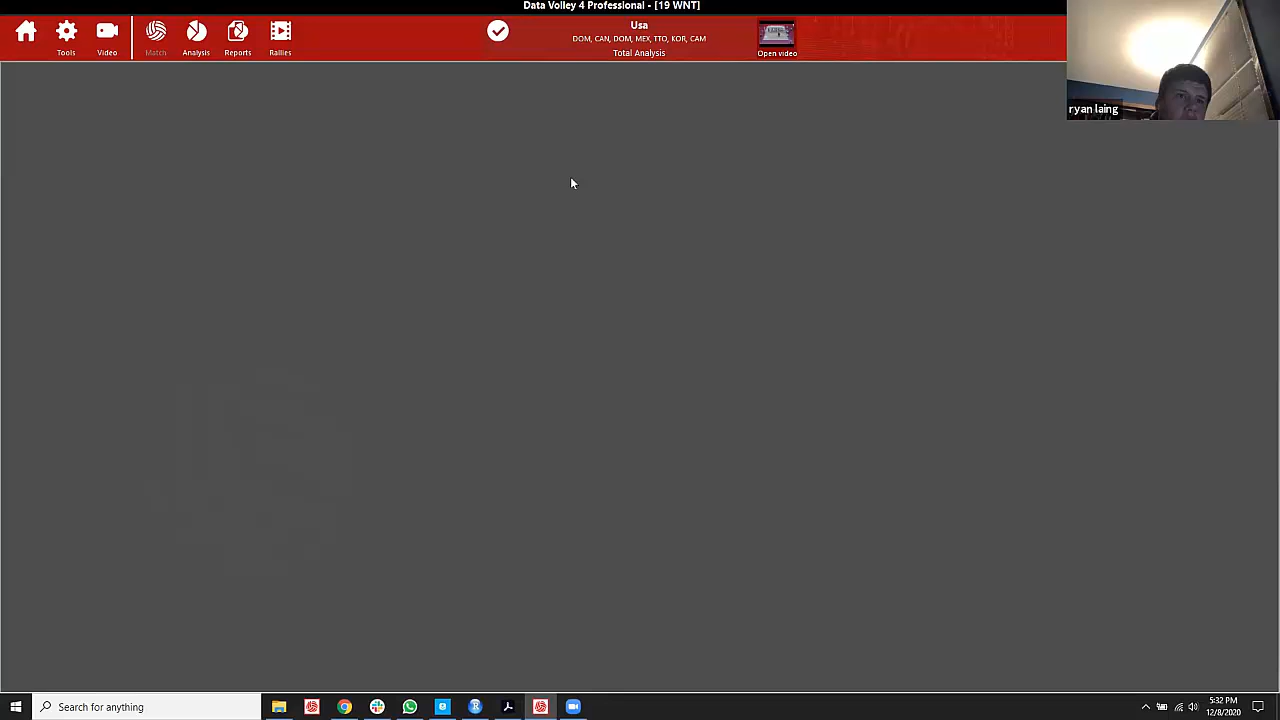 Data Volley 4 Professional - [19 WNT]
Tools
Video
Match
Analysis
Reports
Rallies
Usa
DOM, CAN, DOM, MEX, TTO, KOR, CAM
Total Analysis
Open video
ryan laing
Search for anything
5:32 PM
12/8/2020